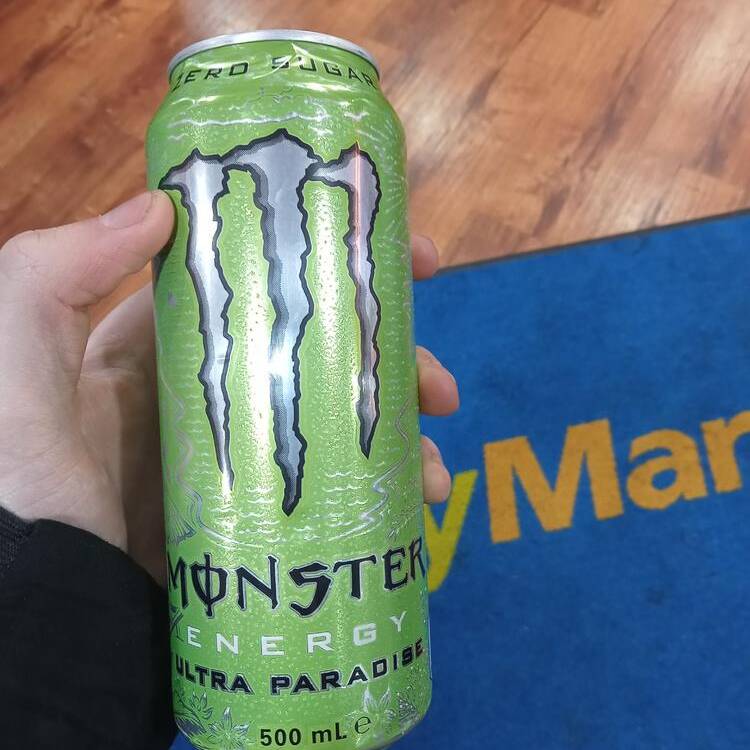 ZERO SUGAR
MONSTER
ENERGY
ULTRA PARADISE
500 mL e
yMar